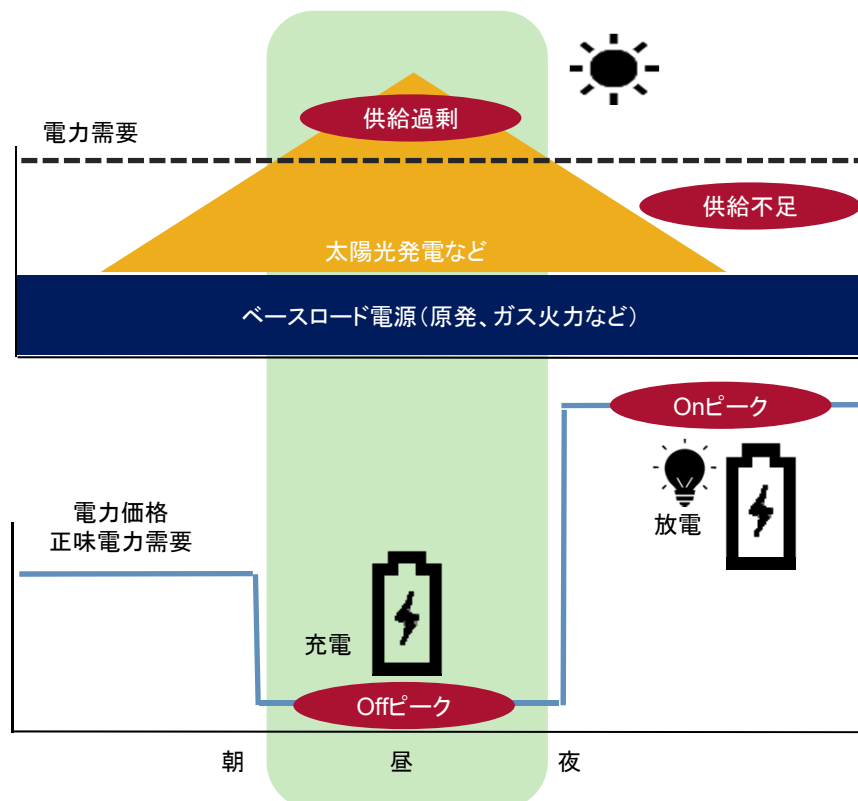 供給過剰
電力需要
供給不足
太陽光発電など
ベースロード電源(原発、ガス火力など)
Onピーク
電力価格
正味電力需要
放電
充電
Offピーク
朝
昼
夜